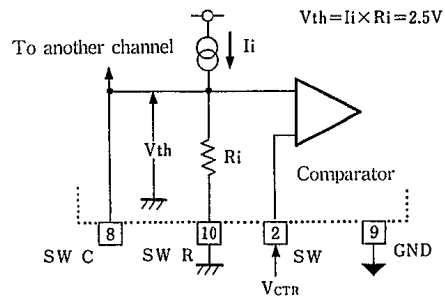 Vth=Ii×Ri=2.5V
To another channel
Ii
Vth
Ri
Comparator
8
10
2
9
SW C
SW R
SW
GND
VCTR